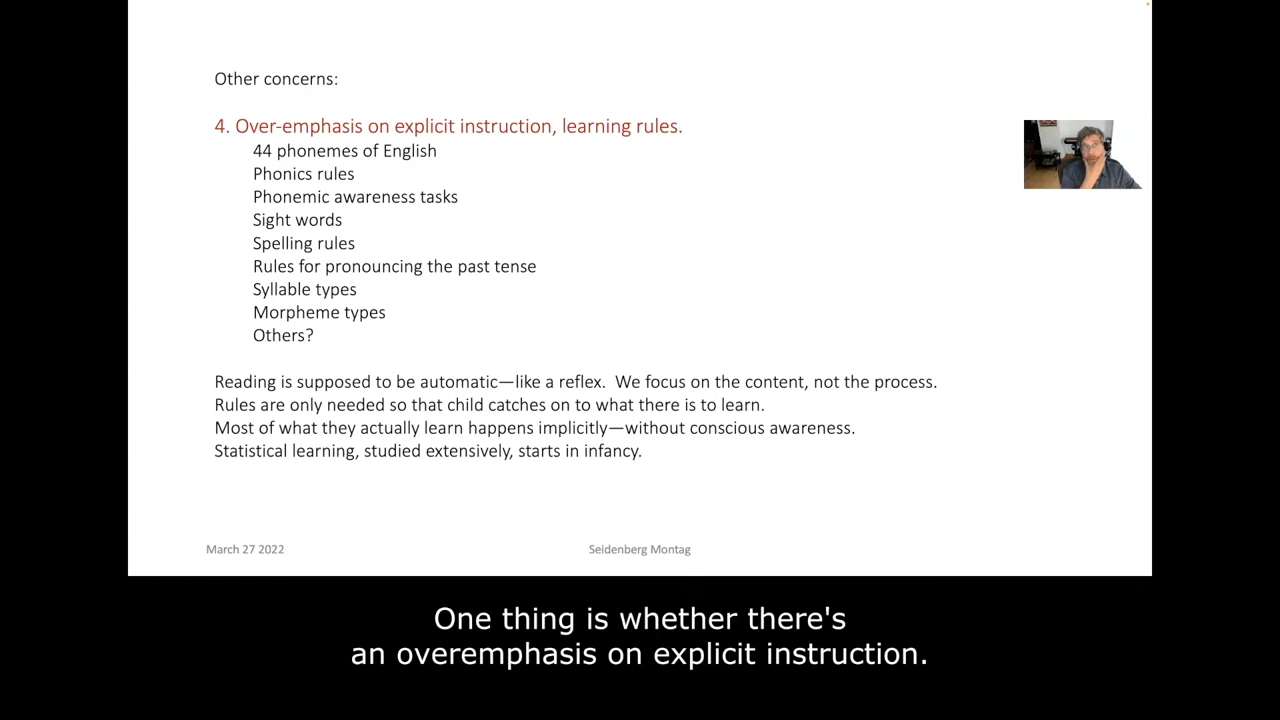 Other concerns:
4. Over-emphasis on explicit instruction, learning rules.
44 phonemes of English
Phonics rules
Phonemic awareness tasks
Sight words
Spelling rules
Rules for pronouncing the past tense
Syllable types
Morpheme types
Others?
Reading is supposed to be automatic—like a reflex.  We focus on the content, not the process.
Rules are only needed so that child catches on to what there is to learn.
Most of what they actually learn happens implicitly—without conscious awareness.
Statistical learning, studied extensively, starts in infancy.
March 27 2022
Seidenberg Montag
One thing is whether there's
an overemphasis on explicit instruction.